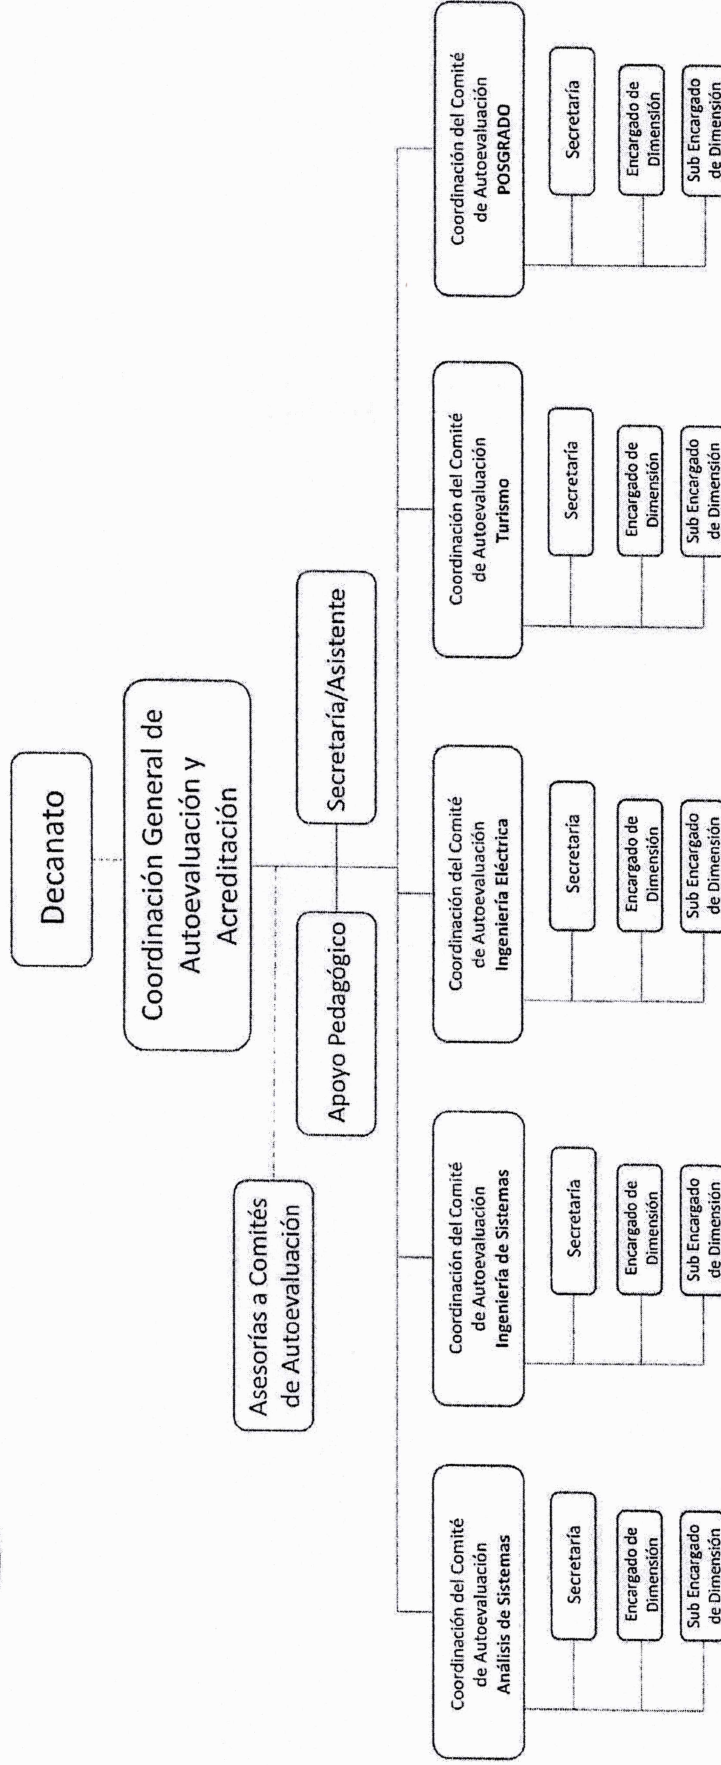 Decanato
Coordinación General de
Autoevaluación y
Acreditación
Asesorías a Comités
de Autoevaluación
Apoyo Pedagógico
Secretaría/Asistente
Coordinación del Comité
de Autoevaluación
Análisis de Sistemas
Secretaría
Encargado de
Dimensión
Sub Encargado
de Dimensión
Coordinación del Comité
de Autoevaluación
Ingeniería de Sistemas
Secretaría
Encargado de
Dimensión
Sub Encargado
de Dimensión
Coordinación del Comité
de Autoevaluación
Ingeniería Eléctrica
Secretaría
Encargado de
Dimensión
Sub Encargado
de Dimensión
Coordinación del Comité
de Autoevaluación
Turismo
Secretaría
Encargado de
Dimensión
Sub Encargado
de Dimensión
Coordinación del Comité
de Autoevaluación
POSGRADO
Secretaría
Encargado de
Dimensión
Sub Encargado
de Dimensión